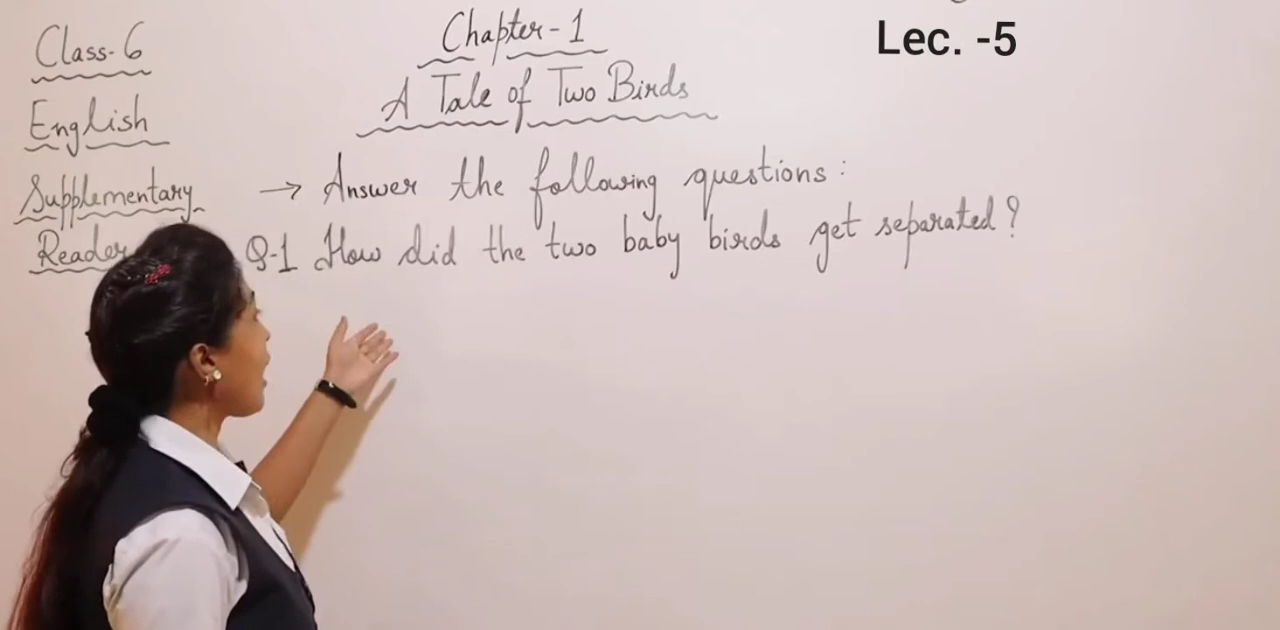 Class-6
English
Supplementary
Reader
Chapter-1
A Tale of Two Birds
Lec. -5
→ Answer the following questions:
Q-1 How did the two baby birds get separated?